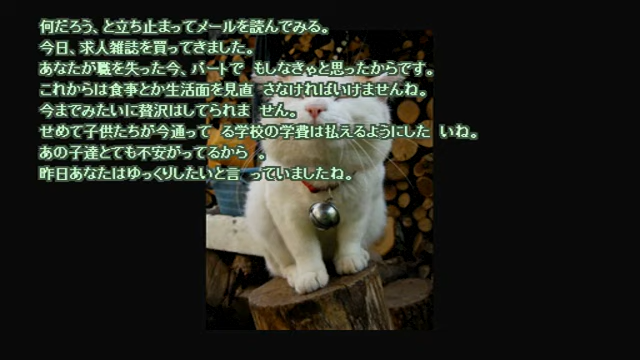 何だろう、と立ち止まってメールを読んでみる。
今日、求人雑誌を買ってきました。
あなたが職を失った今、パートで もしなきゃと思ったからです。
これからは食事とか生活面を見直 さなければいけませんね。
今までみたいに贅沢はしてられま せん。
せめて子供たちが今通って る学校の学費は払えるようにした いね。
あの子達とても不安がってるから 。
昨日あなたはゆっくりしたいと言 っていましたね。